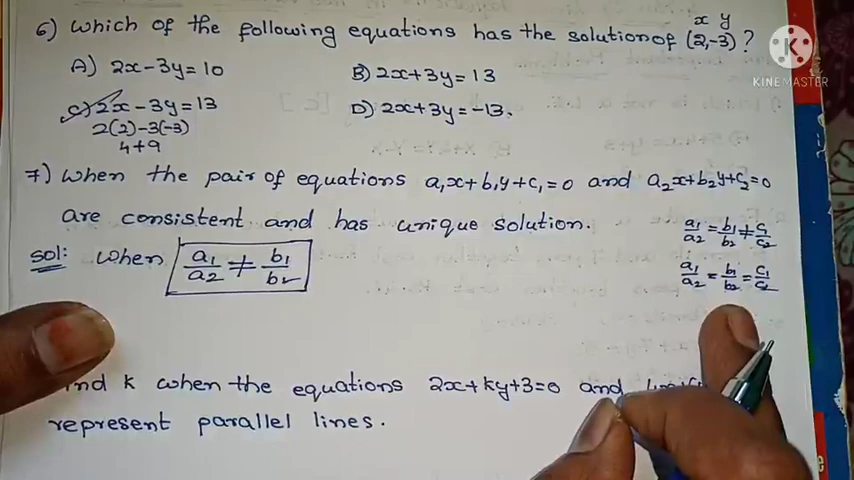 x y
6) Which of the following equations has the solution of (2,-3) ?
A) 2x-3y=10
B) 2x+3y=13
C) 2x-3y=13
D) 2x+3y=-13.
2(2)-3(-3)
4+9
7) When the pair of equations a₁x+b₁y+c₁=0 and a₂x+b₂y+c₂=0
are consistent and has unique solution.
a₁/a₂ = b₁/b₂ ≠ c₁/c₂
Sol: When a₁/a₂ ≠ b₁/b₂
a₁/a₂ = b₁/b₂ = c₁/c₂
k when the equations 2x+ky+3=0 and
represent parallel lines.
K
KINEMASTER